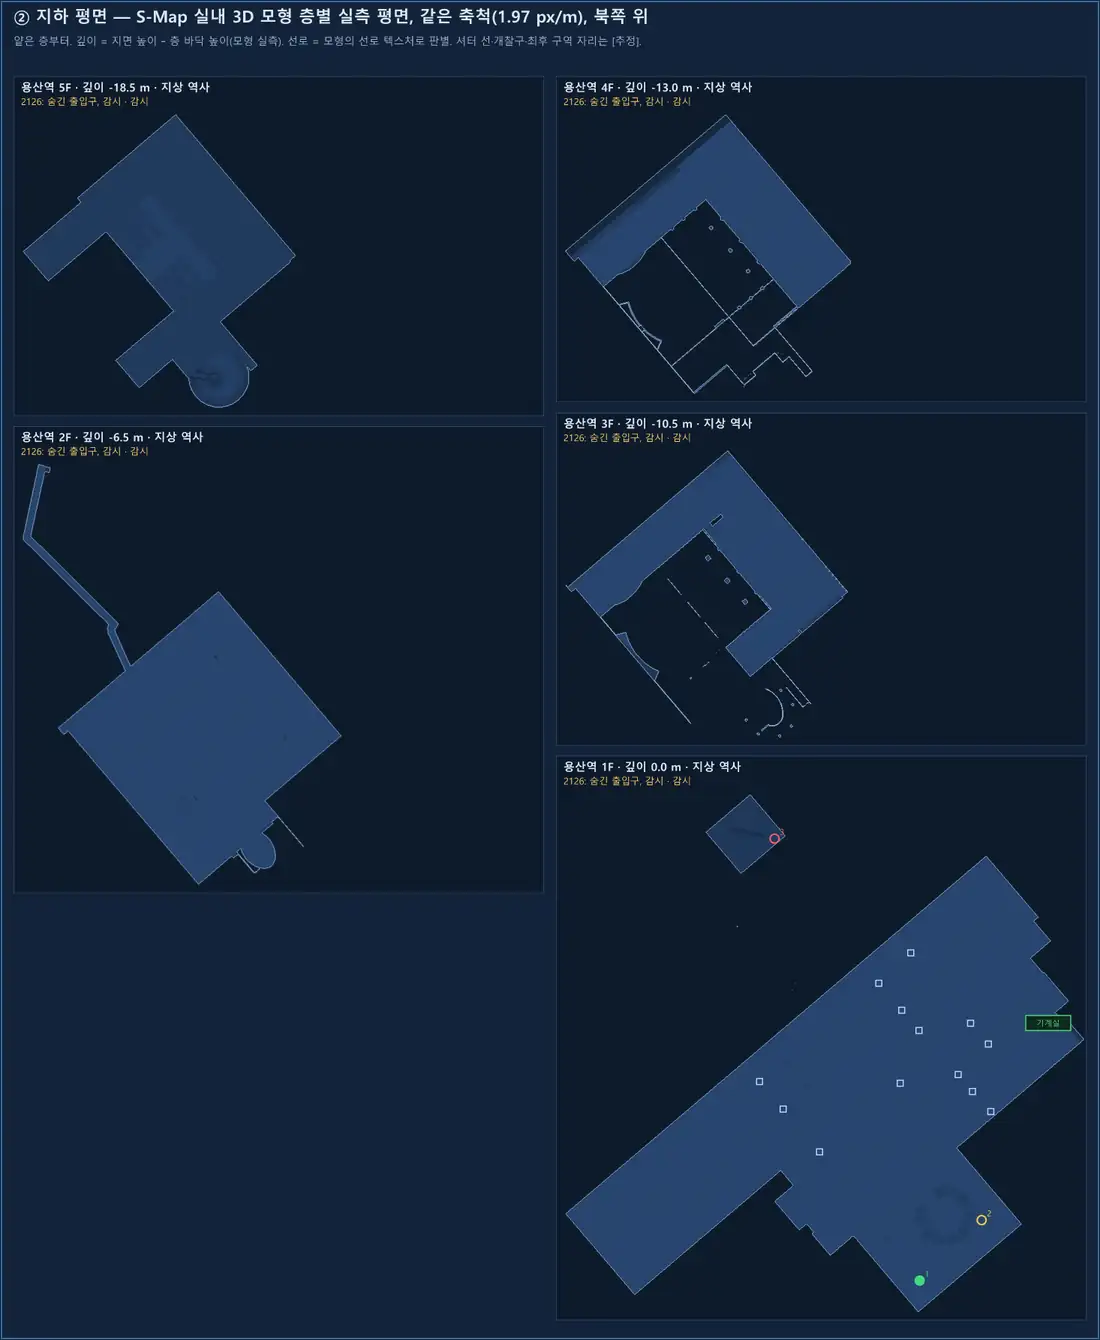 ② 지하 평면 — S-Map 실내 3D 모형 층별 실측 평면, 같은 축척(1.97 px/m), 북쪽 위
얕은 층부터. 깊이 = 지면 높이 – 층 바닥 높이(모형 실측). 선로 = 모형의 선로 텍스처로 판별. 셔터 선·개찰구·최후 구역 자리는 [추정].
용산역 5F · 깊이 -18.5 m · 지상 역사
2126: 숨긴 출입구, 감시 · 감시
용산역 4F · 깊이 -13.0 m · 지상 역사
2126: 숨긴 출입구, 감시 · 감시
용산역 2F · 깊이 -6.5 m · 지상 역사
2126: 숨긴 출입구, 감시 · 감시
용산역 3F · 깊이 -10.5 m · 지상 역사
2126: 숨긴 출입구, 감시 · 감시
용산역 1F · 깊이 0.0 m · 지상 역사
2126: 숨긴 출입구, 감시 · 감시
3
기계실
2
1